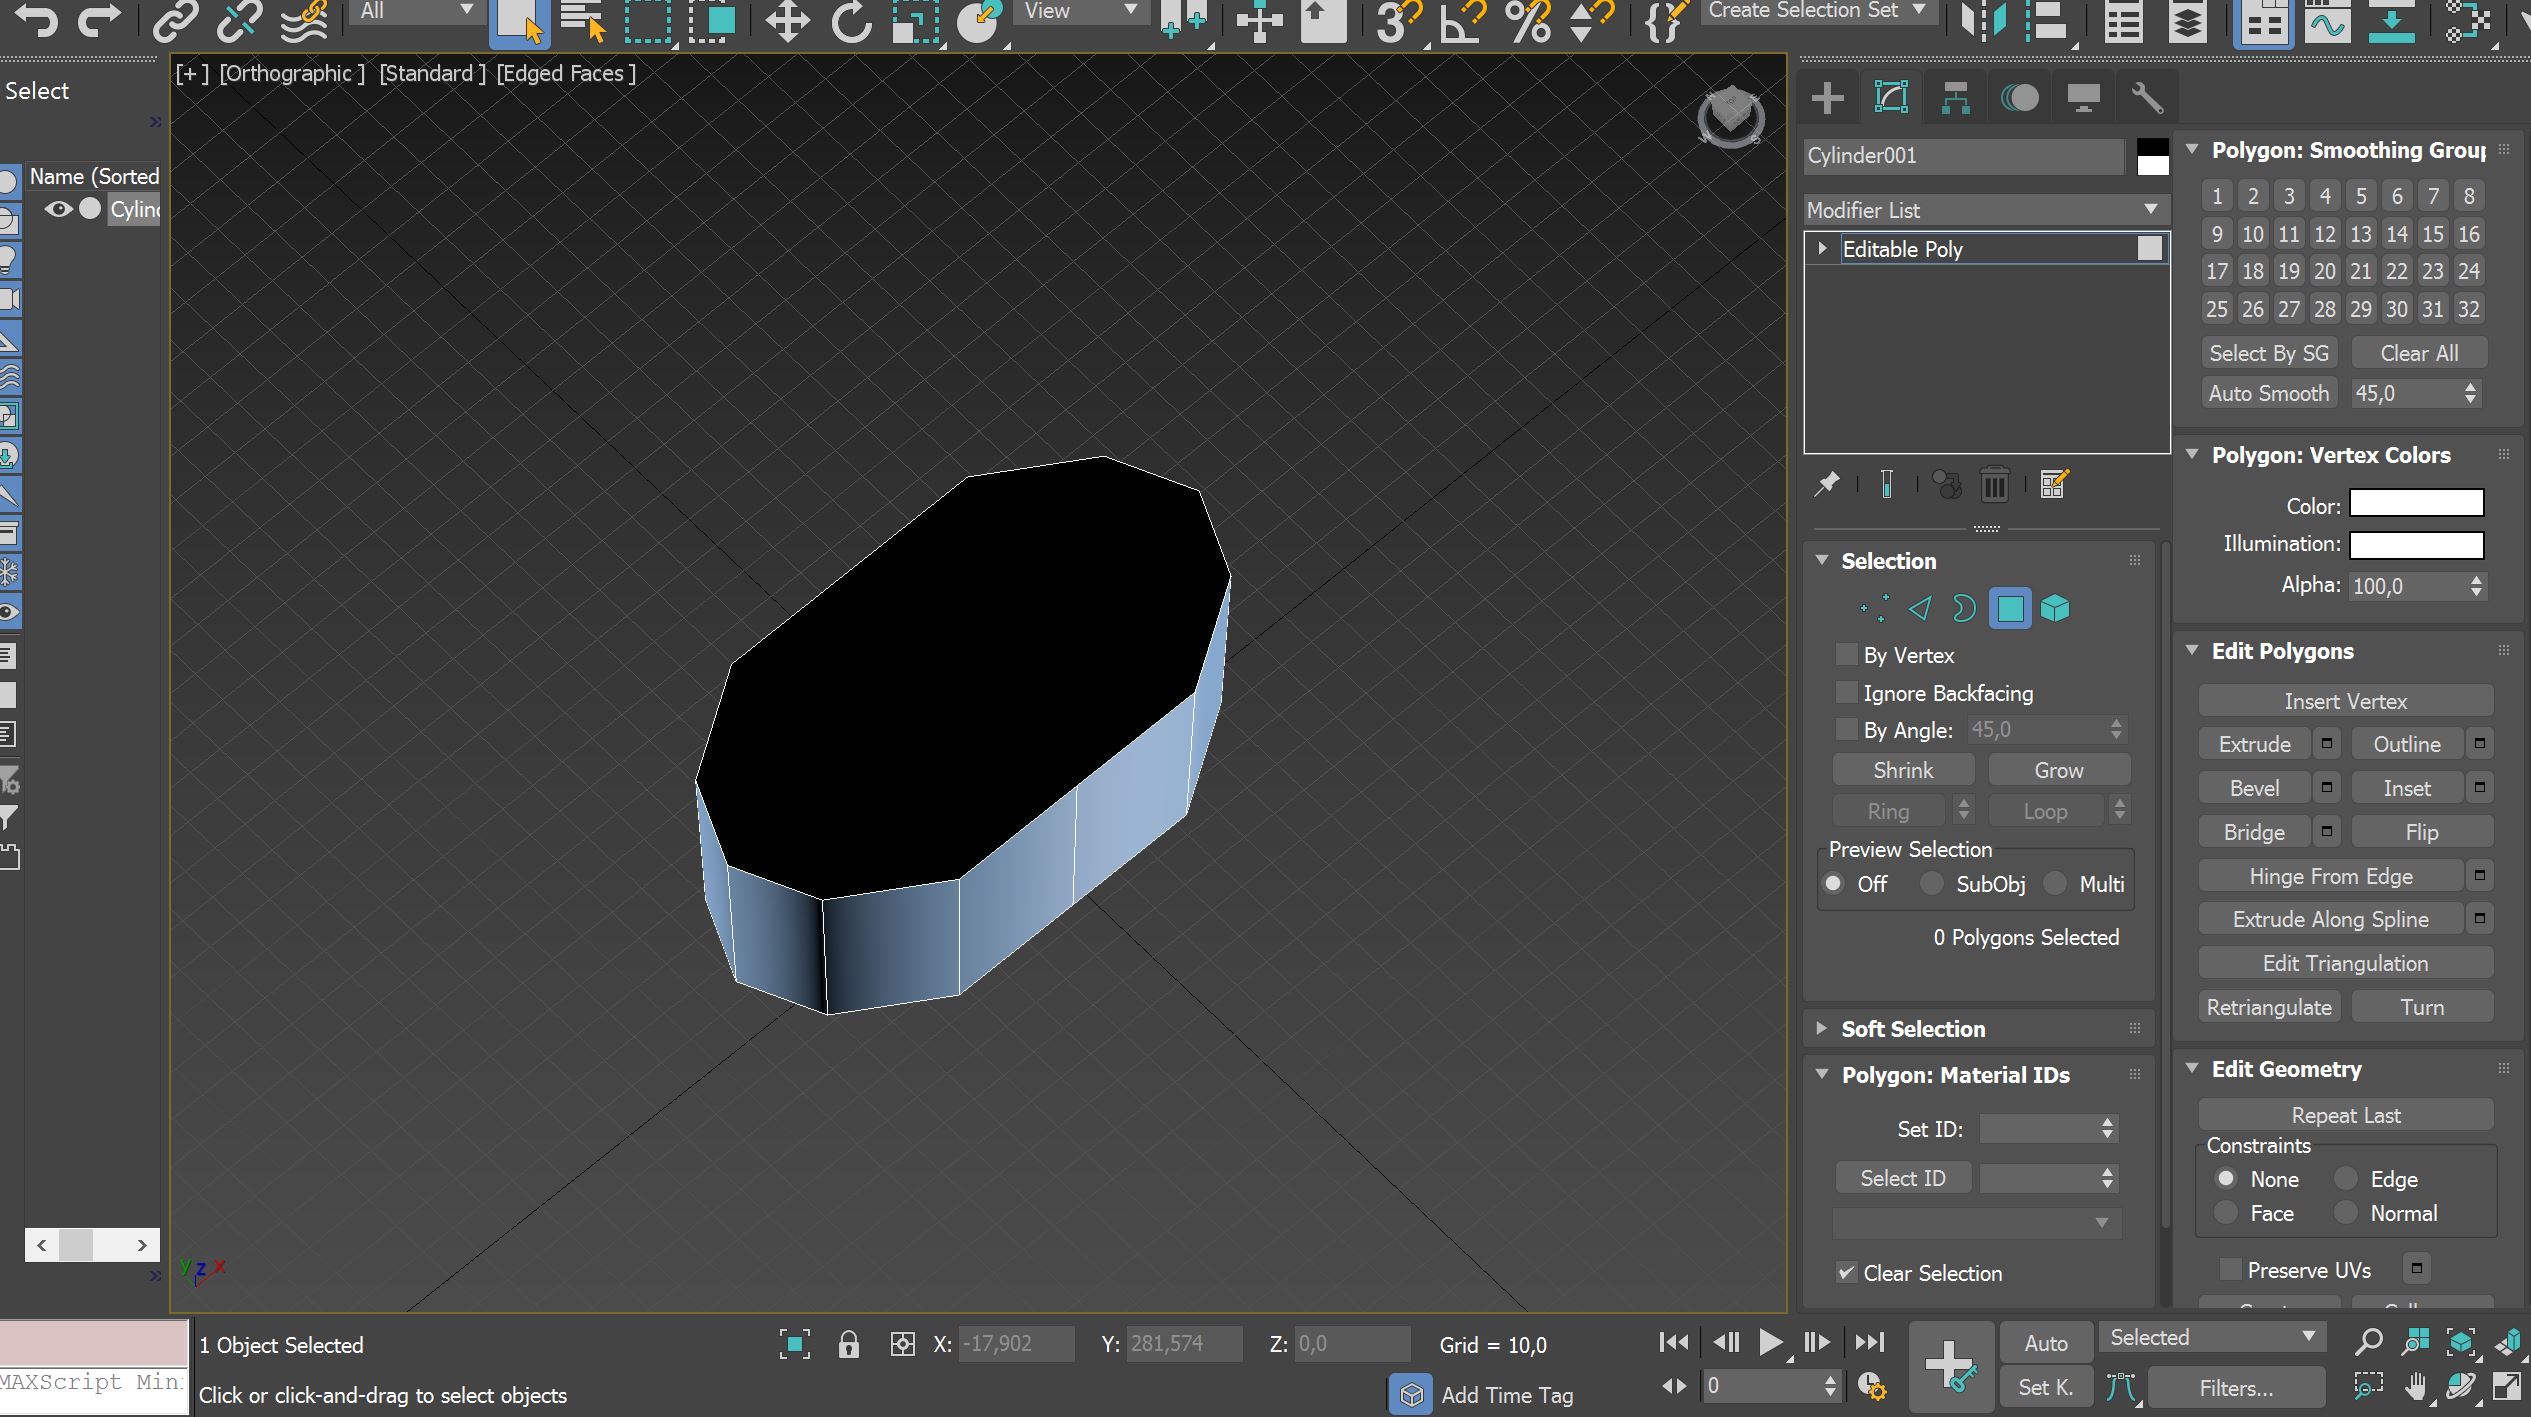 All
View
Create Selection Set
[+] [Orthographic] [Standard] [Edged Faces]
Select
Name (Sorted
Cylind
N
W
S
Cylinder001
Modifier List
Editable Poly
Selection
By Vertex
Ignore Backfacing
By Angle: 45,0
Shrink Grow
Ring Loop
Preview Selection
Off SubObj Multi
0 Polygons Selected
Soft Selection
Polygon: Material IDs
Set ID:
Select ID
Clear Selection
Polygon: Smoothing Group
1 2 3 4 5 6 7 8
9 10 11 12 13 14 15 16
17 18 19 20 21 22 23 24
25 26 27 28 29 30 31 32
Select By SG Clear All
Auto Smooth 45,0
Polygon: Vertex Colors
Color:
Illumination:
Alpha: 100,0
Edit Polygons
Insert Vertex
Extrude Outline
Bevel Inset
Bridge Flip
Hinge From Edge
Extrude Along Spline
Edit Triangulation
Retriangulate Turn
Edit Geometry
Repeat Last
Constraints
None Edge
Face Normal
Preserve UVs
y z x
MAXScript Min
1 Object Selected
Click or click-and-drag to select objects
X: -17,902 Y: 281,574 Z: 0,0 Grid = 10,0
Add Time Tag
0
Auto Selected
Set K. Filters...